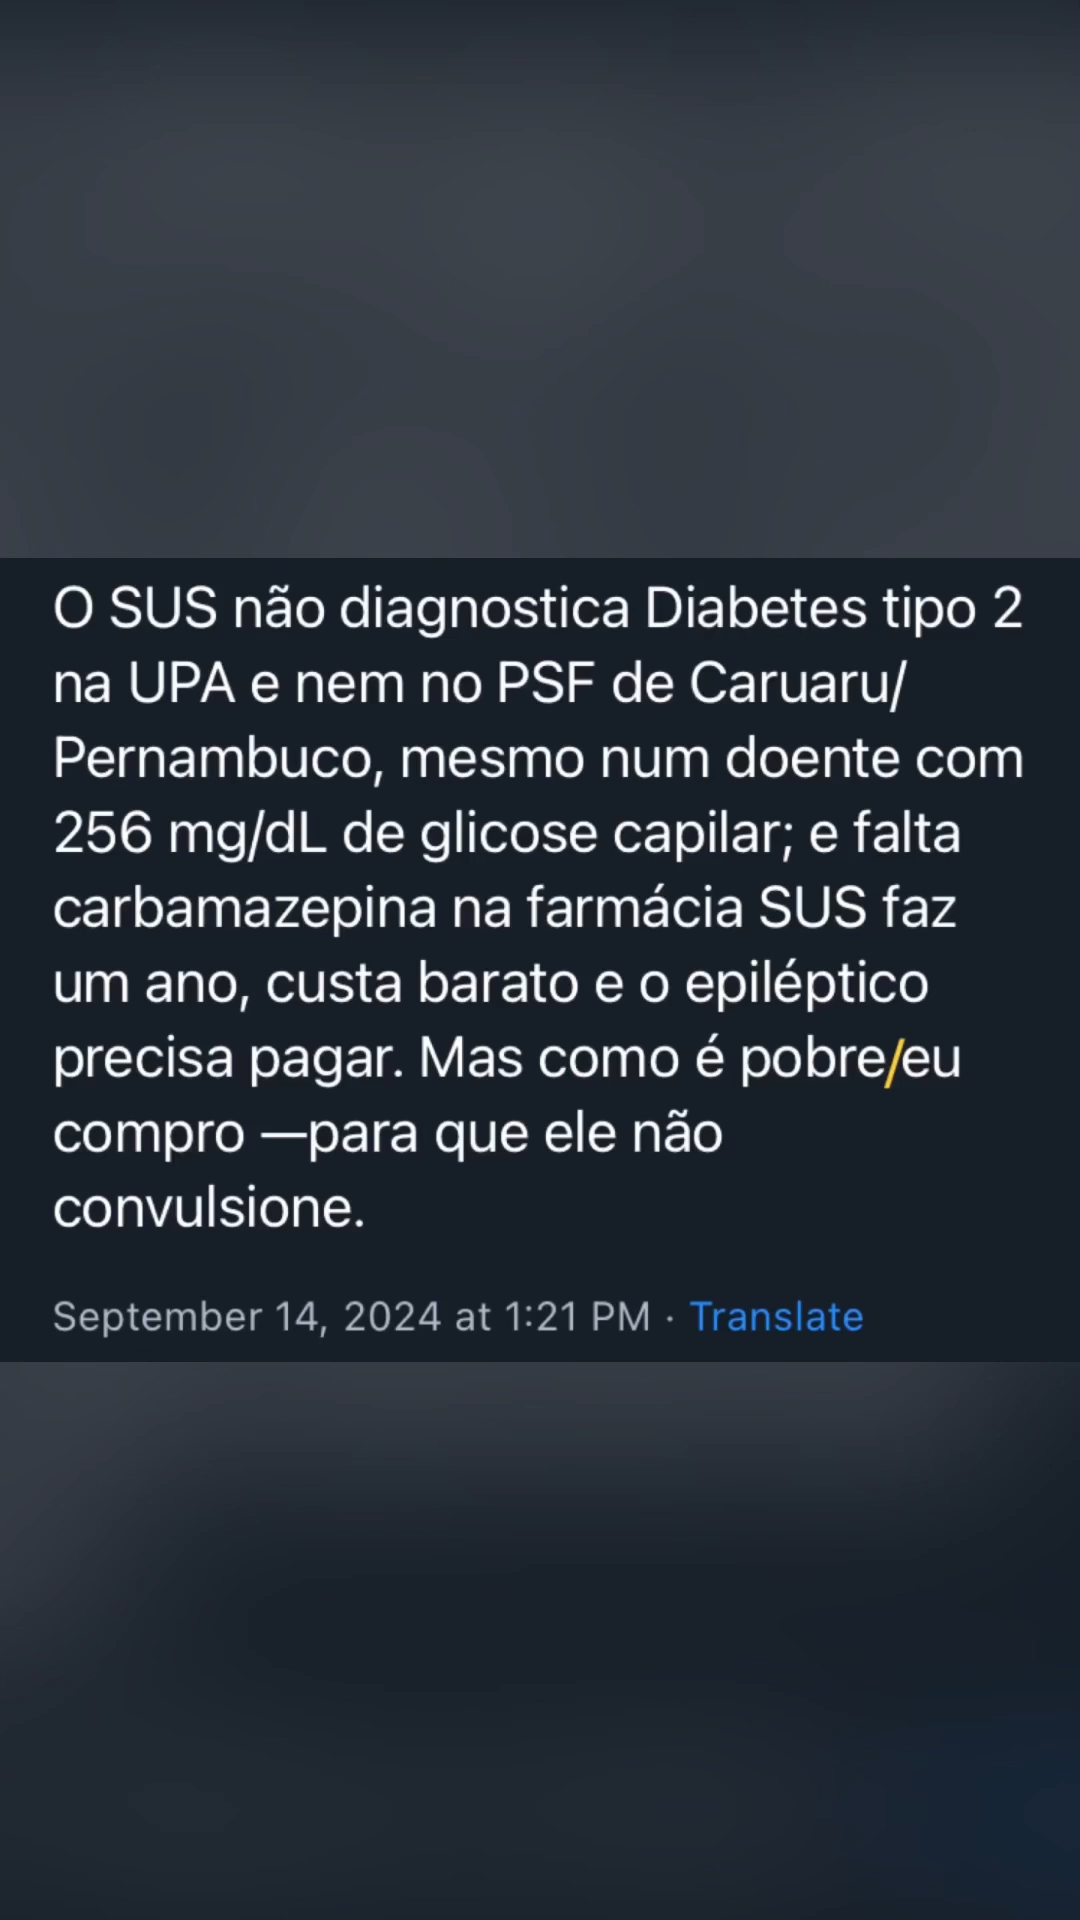 O SUS não diagnostica Diabetes tipo 2
na UPA e nem no PSF de Caruaru/
Pernambuco, mesmo num doente com
256 mg/dL de glicose capilar; e falta
carbamazepina na farmácia SUS faz
um ano, custa barato e o epiléptico
precisa pagar. Mas como é pobre/eu
compro —para que ele não
convulsione.
September 14, 2024 at 1:21 PM · Translate